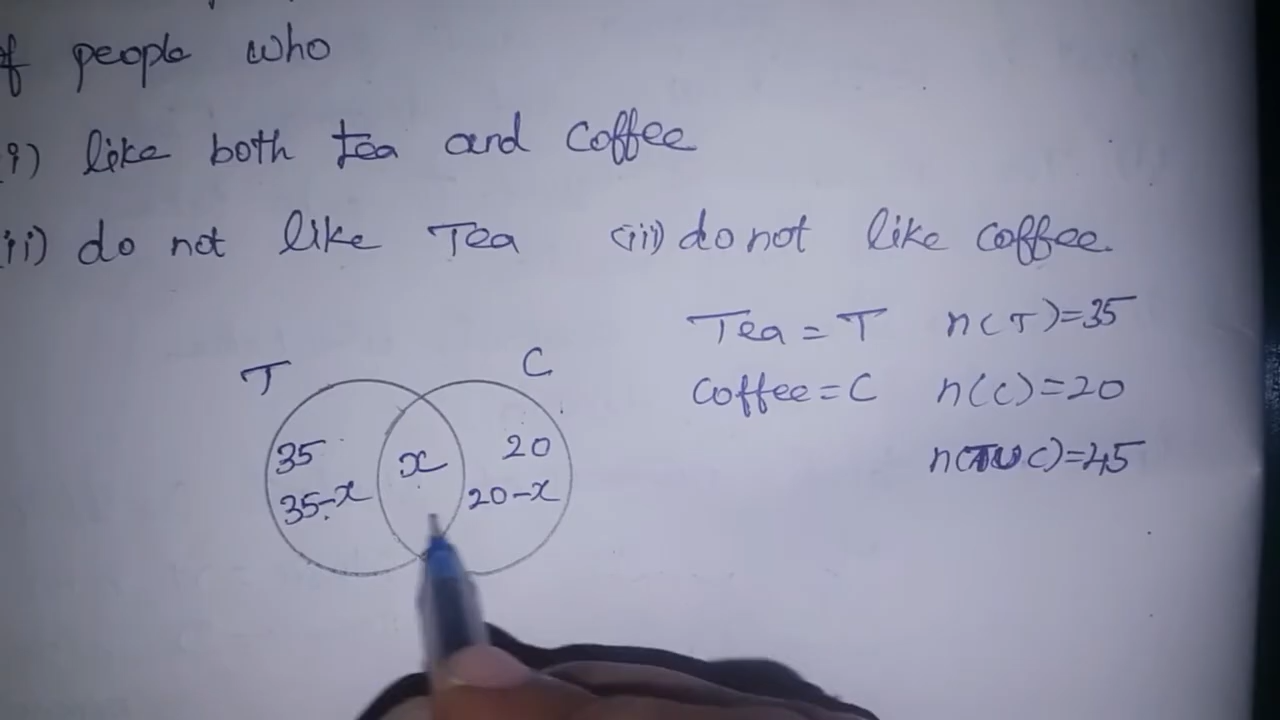 people who
like both tea and coffee
ii) do not like Tea (iii) do not like coffee.
Tea = T n(T)=35
Coffee = C n(C)=20
n(TUC)=45
T C
35 x 20
35-x 20-x